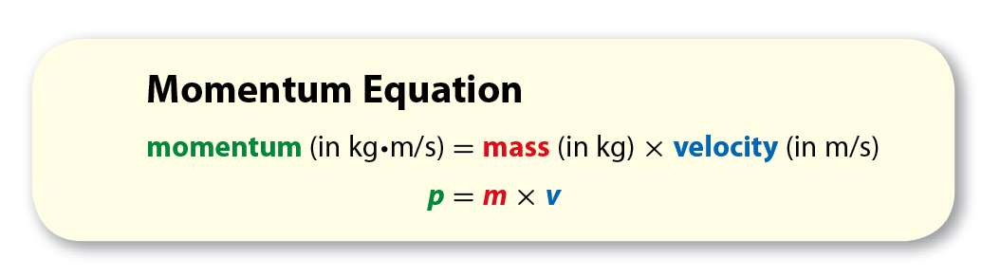 Momentum Equation
momentum (in kg•m/s) = mass (in kg) × velocity (in m/s)
p = m × v